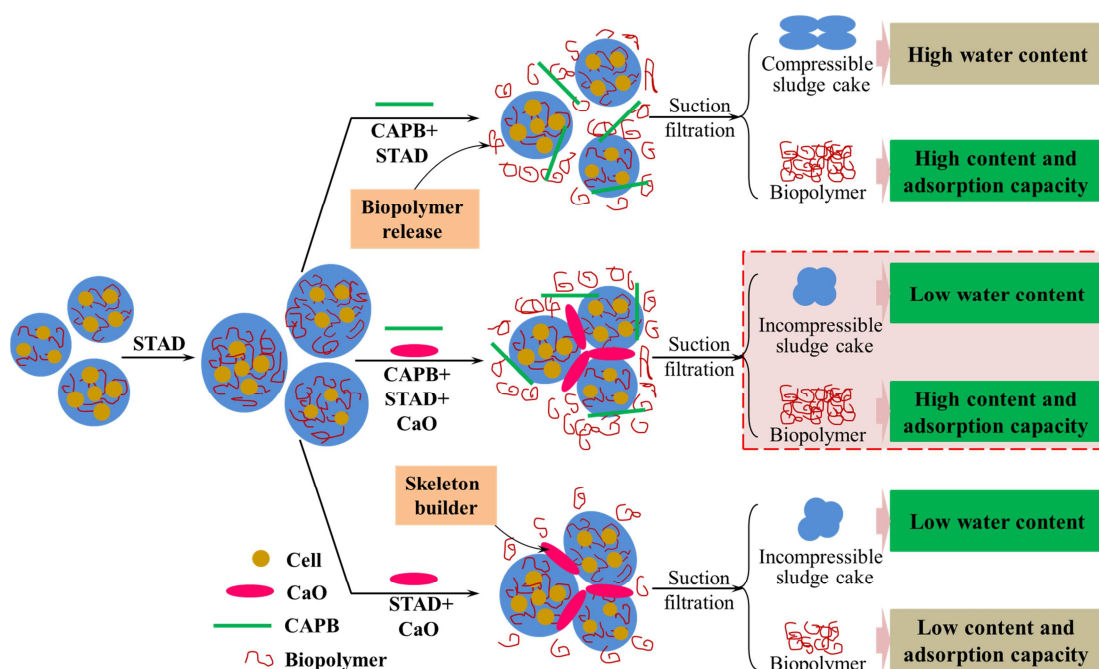 CAPB+
STAD
Biopolymer
release
Suction
filtration
Compressible
sludge cake
High water content
Biopolymer
High content and
adsorption capacity
STAD
CAPB+
STAD+
CaO
Suction
filtration
Incompressible
sludge cake
Low water content
Biopolymer
High content and
adsorption capacity
Skeleton
builder
STAD+
CaO
Suction
filtration
Incompressible
sludge cake
Low water content
Biopolymer
Low content and
adsorption capacity
Cell
CaO
CAPB
Biopolymer